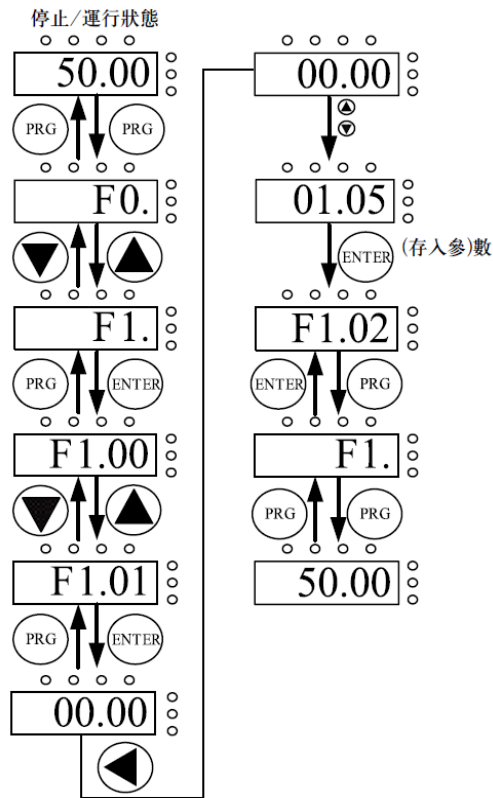 停止/運行狀態
50.00
PRG PRG
F0.
F1.
PRG ENTER
F1.00
F1.01
PRG ENTER
00.00
00.00
01.05
ENTER (存入參)數
F1.02
ENTER PRG
F1.
PRG PRG
50.00